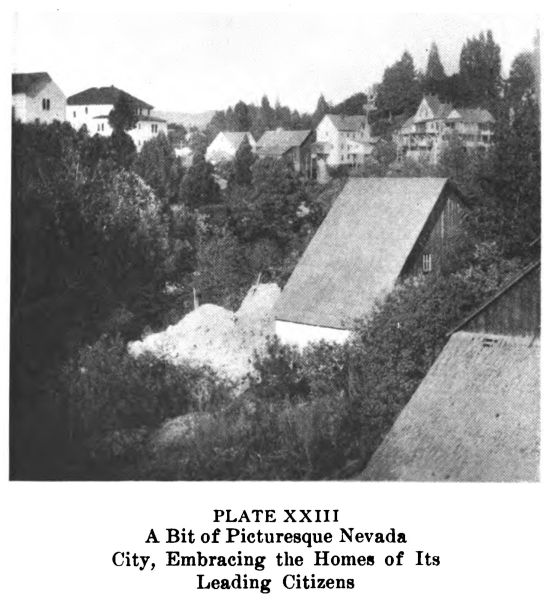 PLATE XXIII
A Bit of Picturesque Nevada
City, Embracing the Homes of Its
Leading Citizens